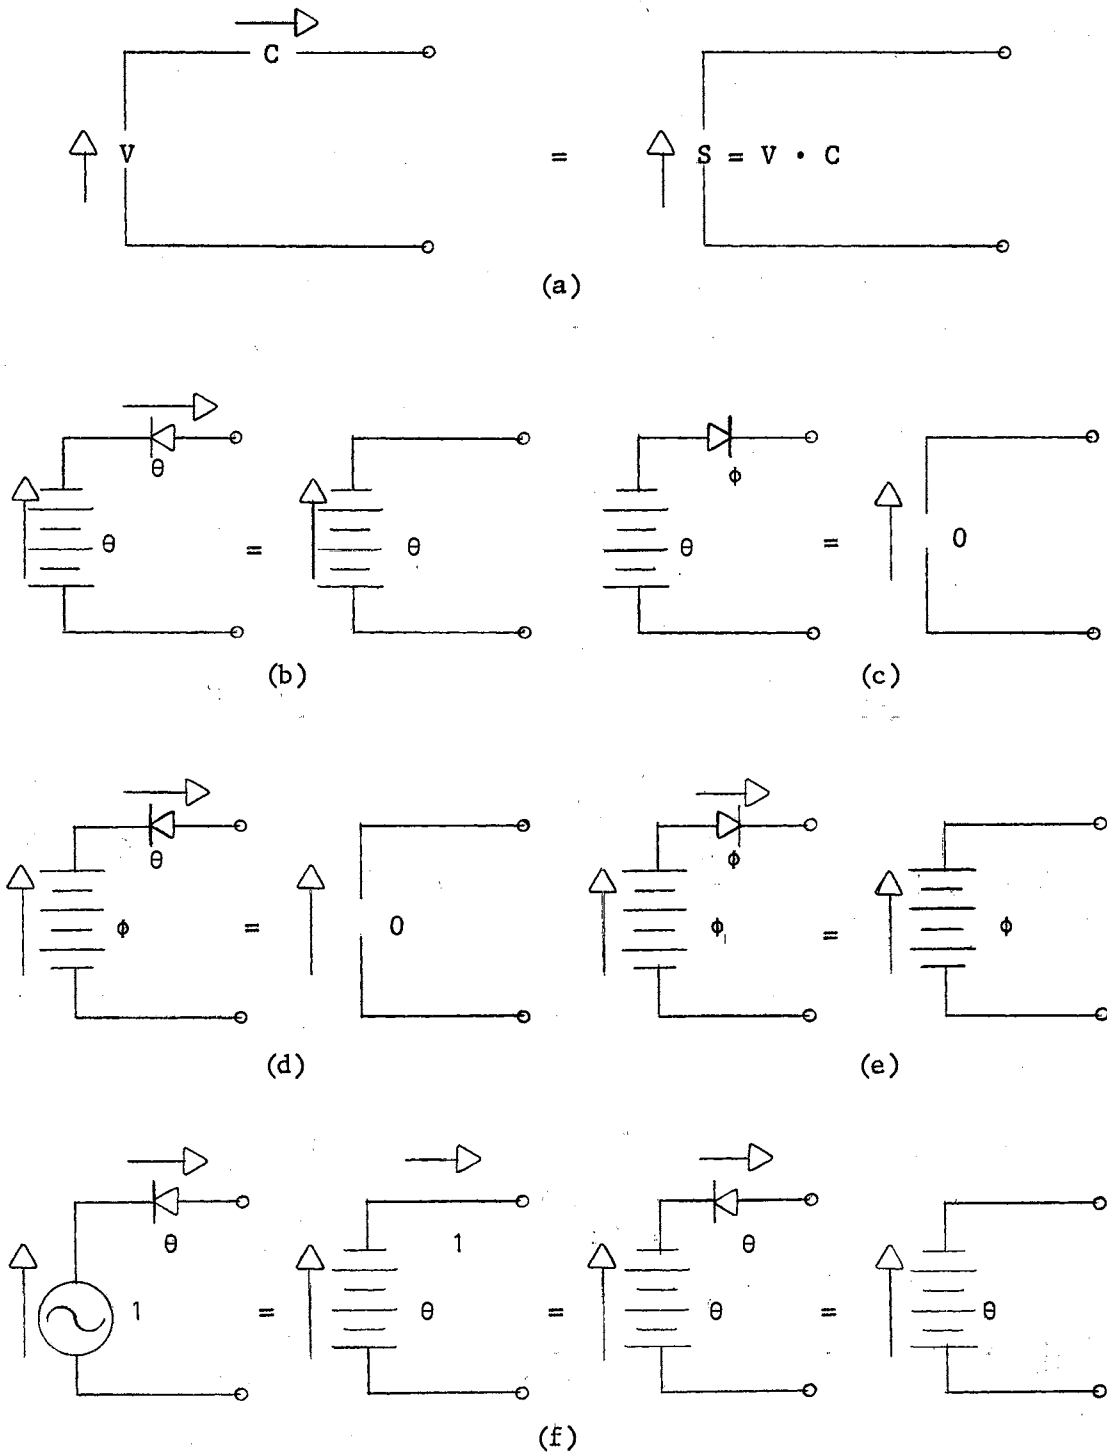 C
V = S = V • C
(a)
θ φ
θ = θ θ = 0
(b) (c)
θ φ
φ = 0 φ = φ
(d) (e)
θ 1 θ
1 = θ = θ = θ
(f)